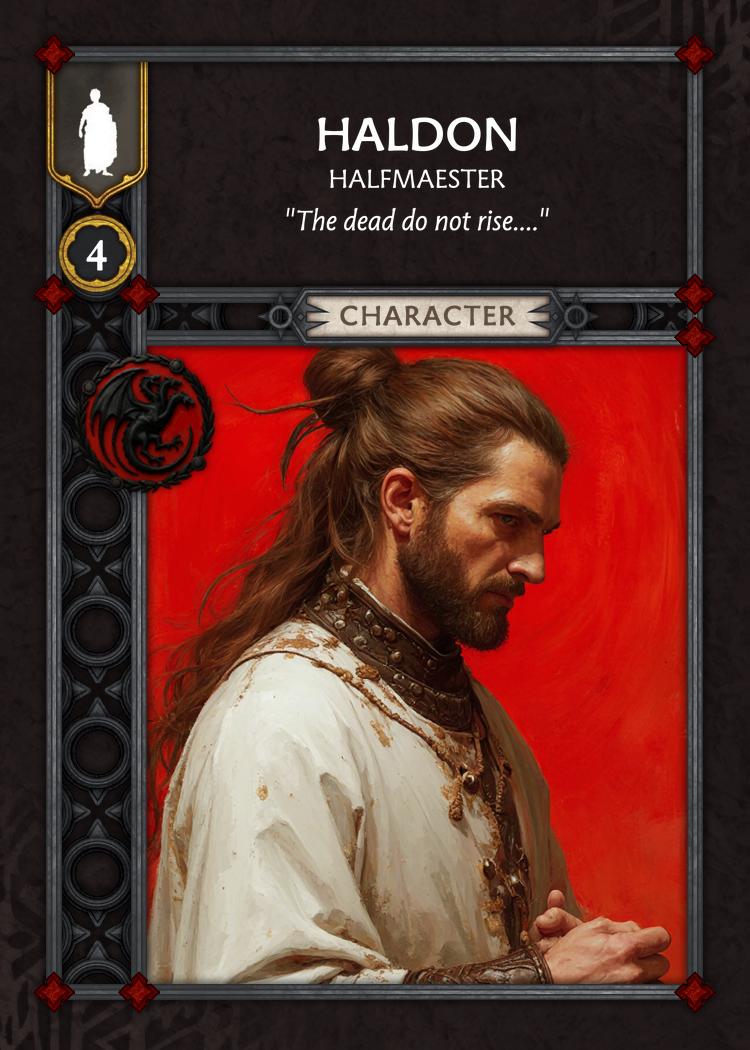 HALDON
HALFMAESTER
"The dead do not rise...."
4
CHARACTER